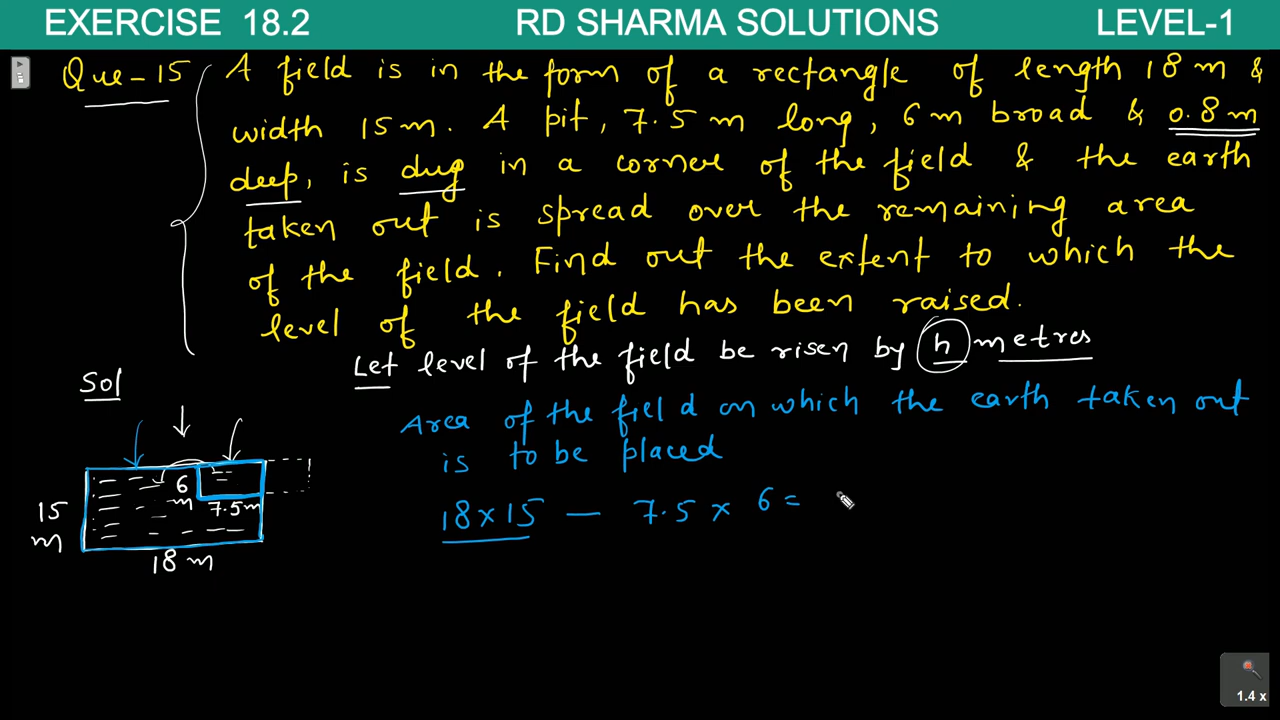 EXERCISE 18.2 RD SHARMA SOLUTIONS LEVEL-1
Que-15 A field is in the form of a rectangle of length 18 m &
width 15 m. A pit, 7.5 m long, 6 m broad & 0.8 m
deep, is dug in a corner of the field & the earth
taken out is spread over the remaining area
of the field. Find out the extent to which the
level of the field has been raised.
Let level of the field be risen by h metres
Sol
Area of the field on which the earth taken out
is to be placed
18 × 15 — 7.5 × 6 =
6
m
7.5m
15
m
18 m
1.4 x